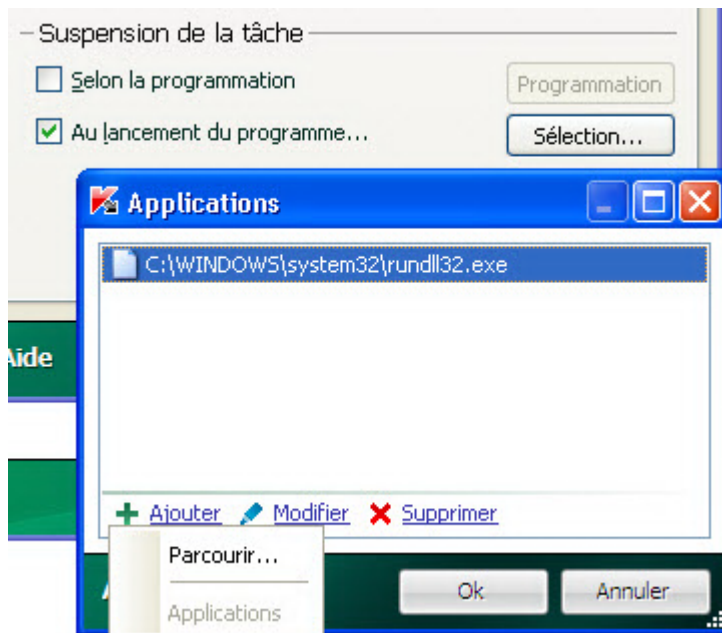 Suspension de la tâche
Selon la programmation
Programmation
Au lancement du programme...
Sélection...
Applications
C:\WINDOWS\system32\rundll32.exe
Aide
Ajouter Modifier Supprimer
Parcourir...
Ok
Annuler
Applications